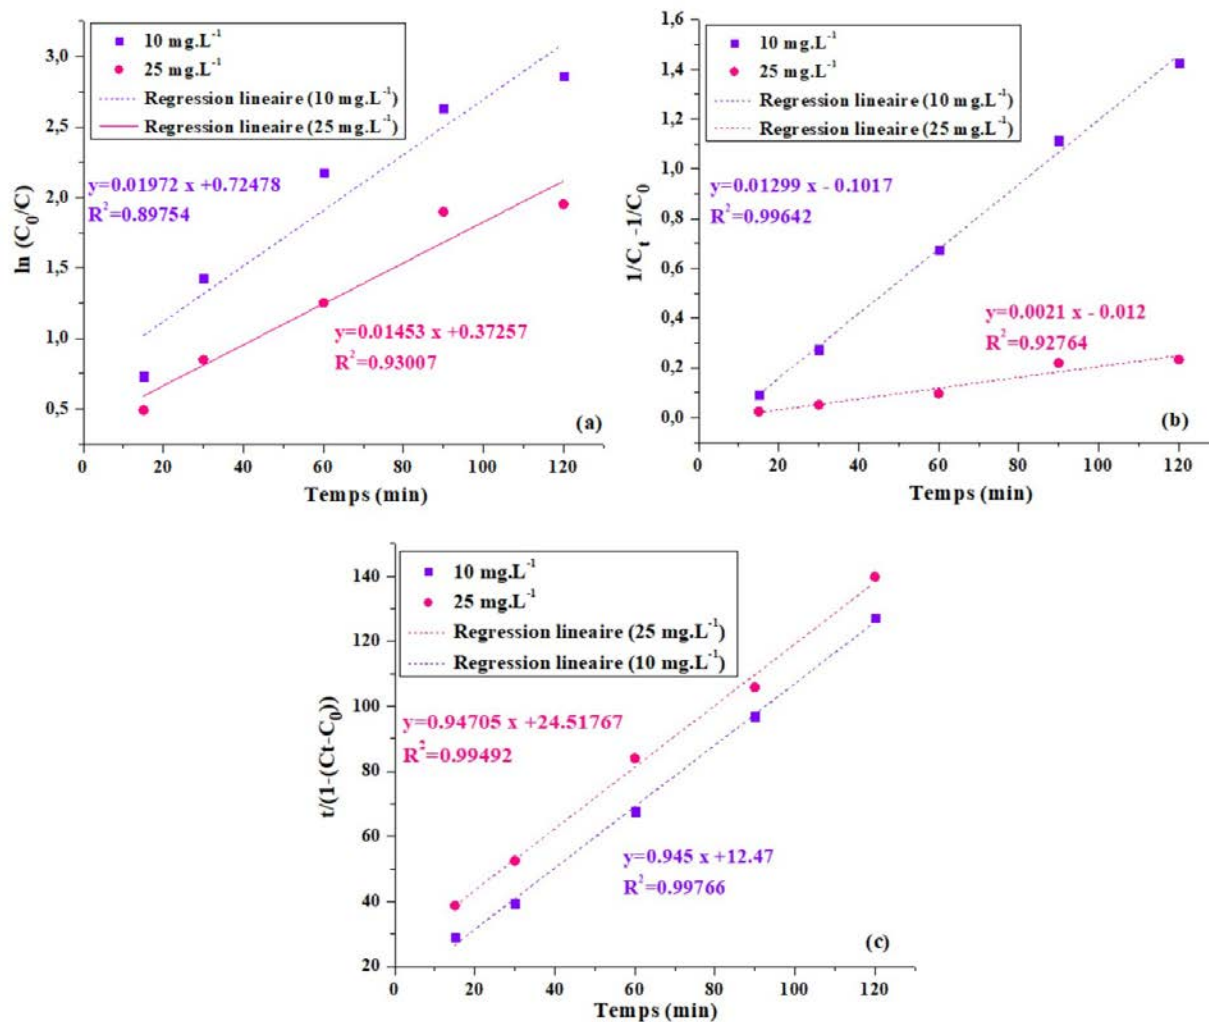 10 mg.L⁻¹
25 mg.L⁻¹
Regression lineaire (10 mg.L⁻¹)
Regression lineaire (25 mg.L⁻¹)
3,0
2,5
2,0
1,5
1,0
0,5
ln (C₀/C)
y=0.01972 x +0.72478
R²=0.89754
y=0.01453 x +0.37257
R²=0.93007
(a)
0 20 40 60 80 100 120
Temps (min)
10 mg.L⁻¹
25 mg.L⁻¹
Regression lineaire (10 mg.L⁻¹)
Regression lineaire (25 mg.L⁻¹)
1,6
1,4
1,2
1,0
0,8
0,6
0,4
0,2
0,0
1/Cₜ -1/C₀
y=0.01299 x - 0.1017
R²=0.99642
y=0.0021 x - 0.012
R²=0.92764
(b)
0 20 40 60 80 100 120
Temps (min)
10 mg.L⁻¹
25 mg.L⁻¹
Regression lineaire (25 mg.L⁻¹)
Regression lineaire (10 mg.L⁻¹)
140
120
100
80
60
40
20
t/(1-(Ct-C₀))
y=0.94705 x +24.51767
R²=0.99492
y=0.945 x +12.47
R²=0.99766
(c)
0 20 40 60 80 100 120
Temps (min)